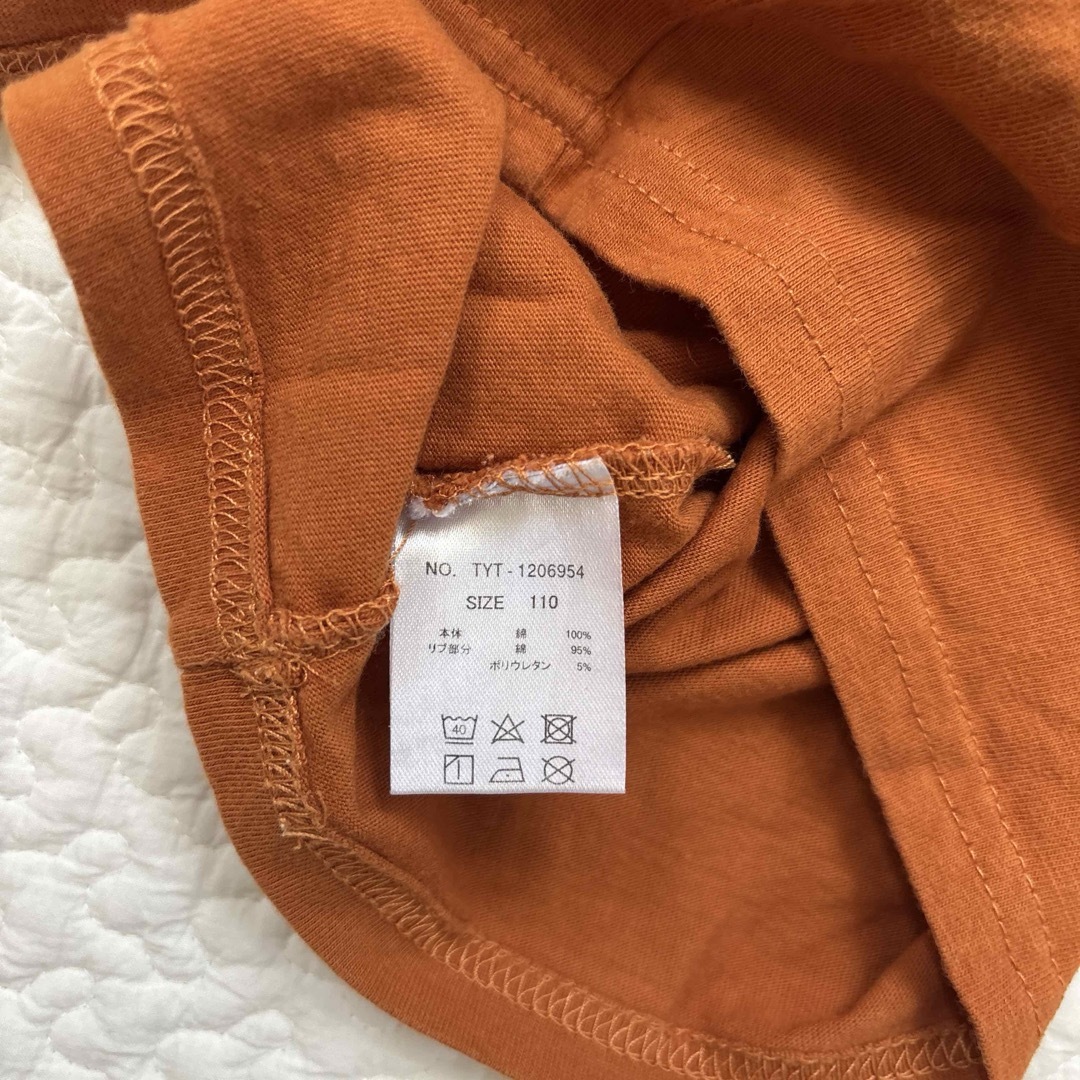 NO. TYT-1206954
SIZE 110
本体 綿 100%
リブ部分 綿 95%
ポリウレタン 5%
40